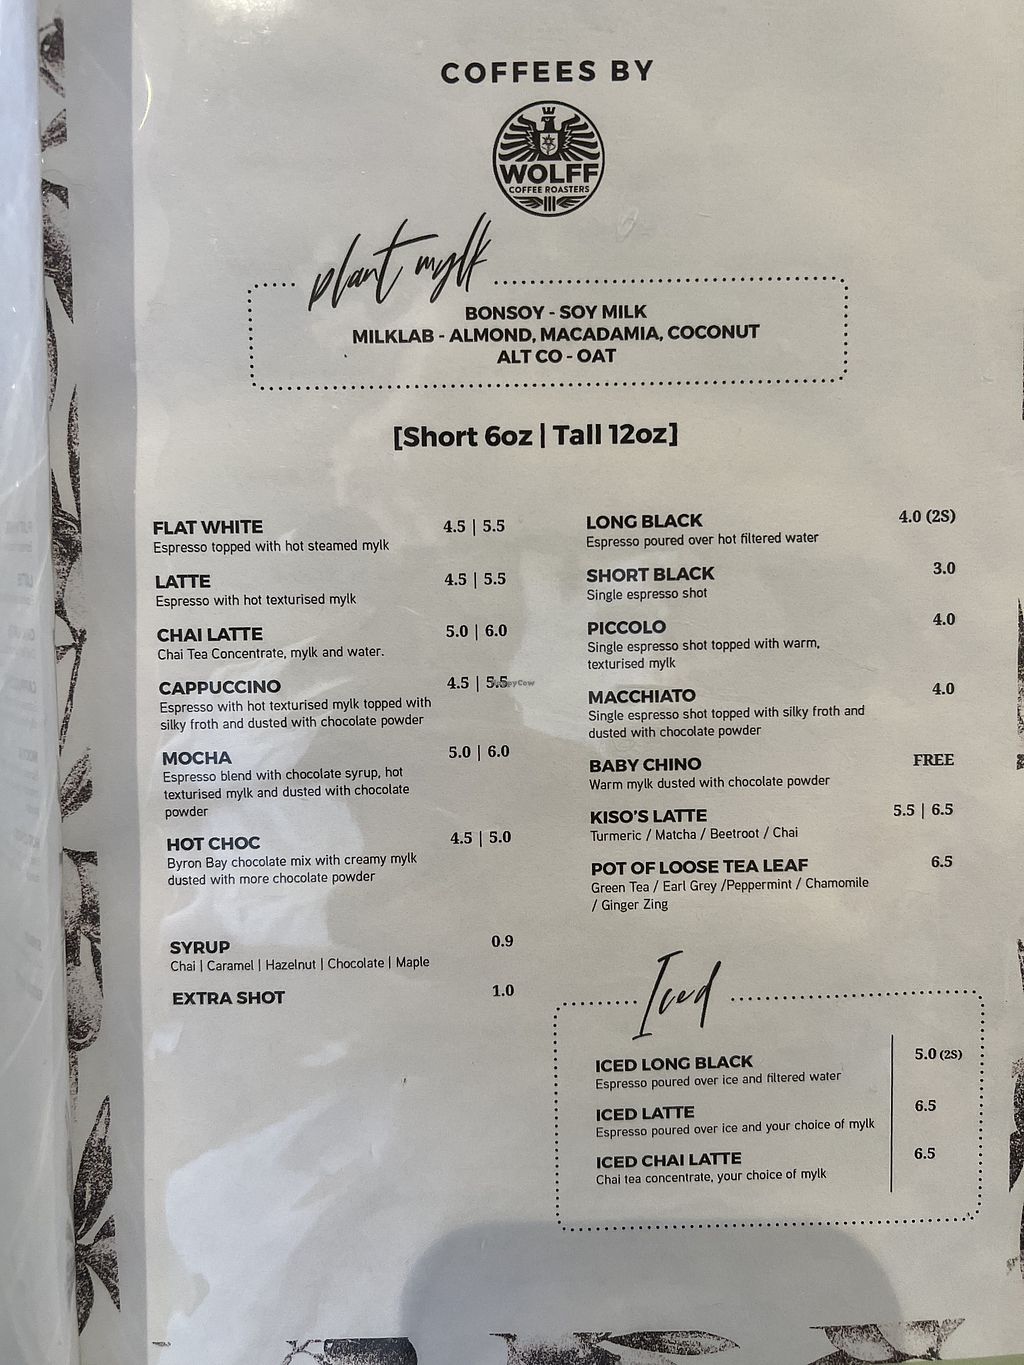 COFFEES BY
WOLFF
COFFEE ROASTERS
plant mylk
BONSOY - SOY MILK
MILKLAB - ALMOND, MACADAMIA, COCONUT
ALT CO - OAT
[Short 6oz | Tall 12oz]
FLAT WHITE 4.5 | 5.5
Espresso topped with hot steamed mylk
LATTE 4.5 | 5.5
Espresso with hot texturised mylk
CHAI LATTE 5.0 | 6.0
Chai Tea Concentrate, mylk and water.
CAPPUCCINO 4.5 | 5.5
HappyCow
Espresso with hot texturised mylk topped with
silky froth and dusted with chocolate powder
MOCHA 5.0 | 6.0
Espresso blend with chocolate syrup, hot
texturised mylk and dusted with chocolate
powder
HOT CHOC 4.5 | 5.0
Byron Bay chocolate mix with creamy mylk
dusted with more chocolate powder
SYRUP 0.9
Chai | Caramel | Hazelnut | Chocolate | Maple
EXTRA SHOT 1.0
LONG BLACK 4.0 (2S)
Espresso poured over hot filtered water
SHORT BLACK 3.0
Single espresso shot
PICCOLO 4.0
Single espresso shot topped with warm,
texturised mylk
MACCHIATO 4.0
Single espresso shot topped with silky froth and
dusted with chocolate powder
BABY CHINO FREE
Warm mylk dusted with chocolate powder
KISO'S LATTE 5.5 | 6.5
Turmeric / Matcha / Beetroot / Chai
POT OF LOOSE TEA LEAF 6.5
Green Tea / Earl Grey /Peppermint / Chamomile
/ Ginger Zing
Iced
ICED LONG BLACK 5.0 (2S)
Espresso poured over ice and filtered water
ICED LATTE 6.5
Espresso poured over ice and your choice of mylk
ICED CHAI LATTE 6.5
Chai tea concentrate, your choice of mylk